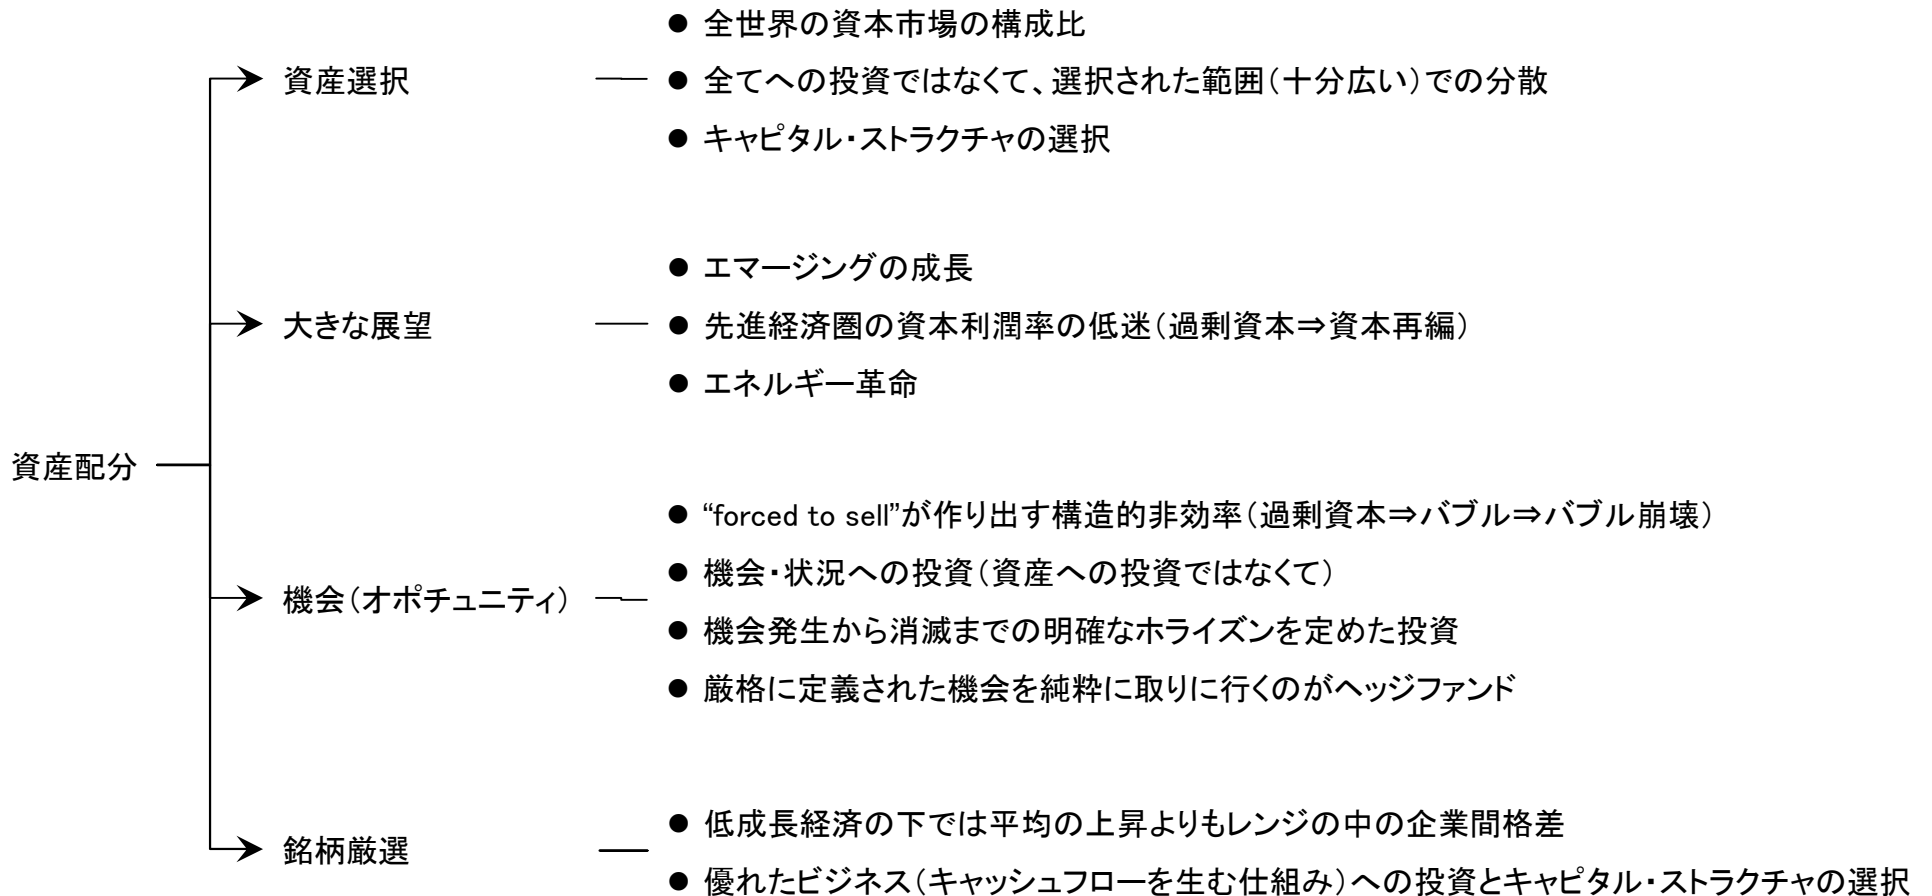 ● 全世界の資本市場の構成比
資産選択
● 全てへの投資ではなくて、選択された範囲（十分広い）での分散
● キャピタル・ストラクチャの選択
● エマージングの成長
大きな展望
● 先進経済圏の資本利潤率の低迷（過剰資本⇒資本再編）
● エネルギー革命
資産配分
● “forced to sell”が作り出す構造的非効率（過剰資本⇒バブル⇒バブル崩壊）
● 機会・状況への投資（資産への投資ではなくて）
機会（オポチュニティ）
● 機会発生から消滅までの明確なホライズンを定めた投資
● 厳格に定義された機会を純粋に取りに行くのがヘッジファンド
● 低成長経済の下では平均の上昇よりもレンジの中の企業間格差
銘柄厳選
● 優れたビジネス（キャッシュフローを生む仕組み）への投資とキャピタル・ストラクチャの選択